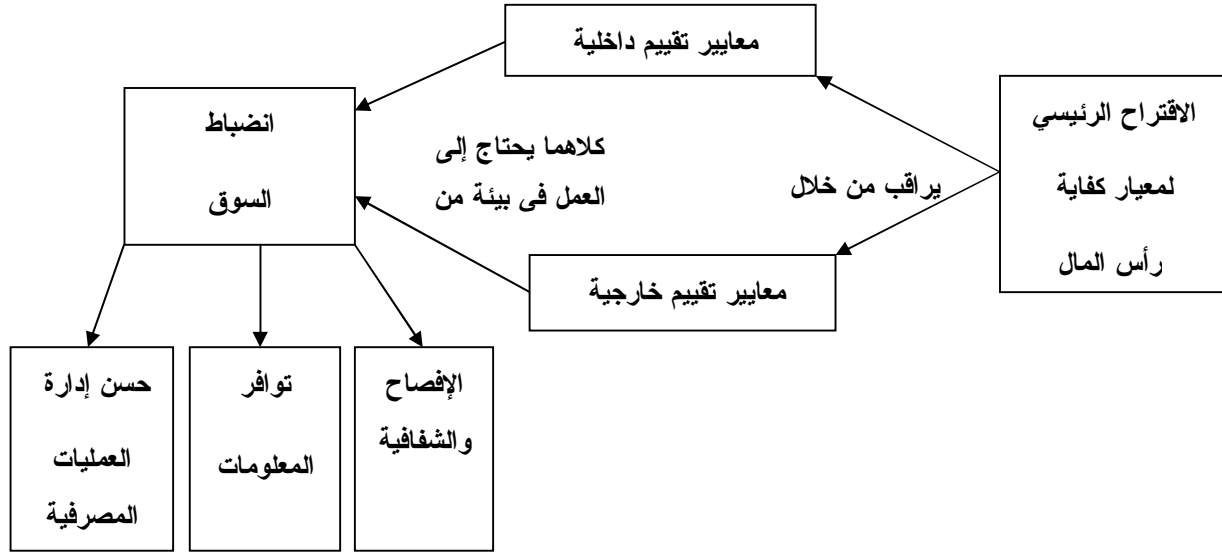 الاقتراح الرئيسي
لمعيار كفاية
رأس المال
يراقب من خلال
معايير تقييم داخلية
معايير تقييم خارجية
كلاهما يحتاج إلى
العمل فى بيئة من
انضباط
السوق
الإفصاح
والشفافية
توافر
المعلومات
حسن إدارة
العمليات
المصرفية